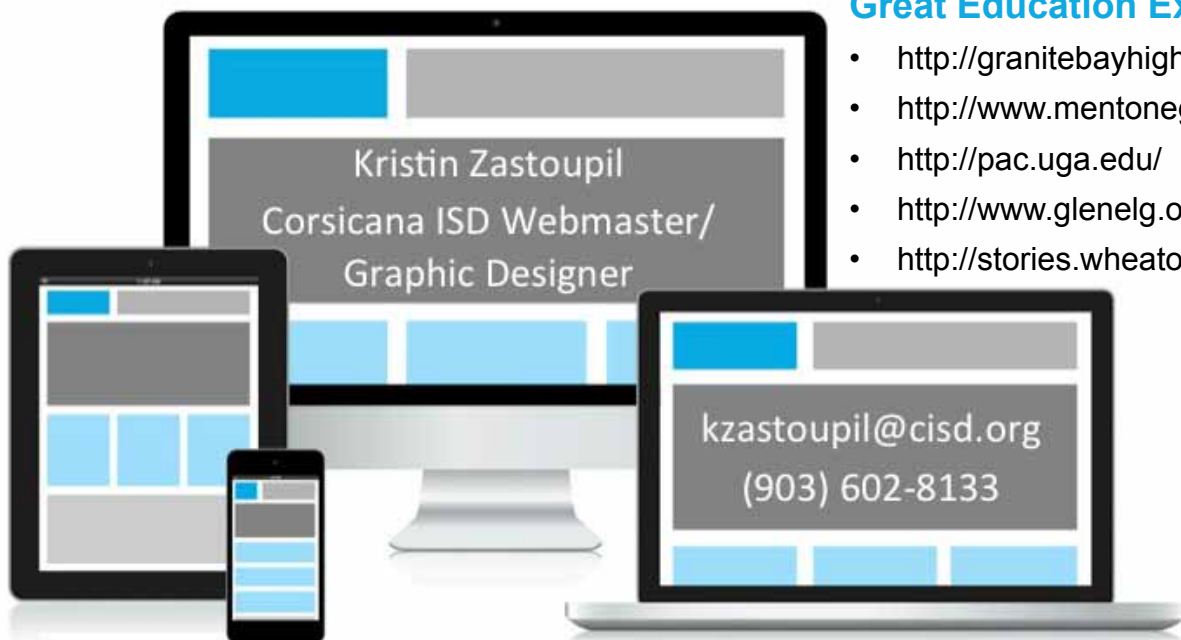 Great Education Ex
• http://granitebayhigh
• http://www.mentoneg
• http://pac.uga.edu/
• http://www.glenelg.o
• http://stories.wheato
Kristin Zastoupil
Corsicana ISD Webmaster/
Graphic Designer
kzastoupil@cisd.org
(903) 602-8133